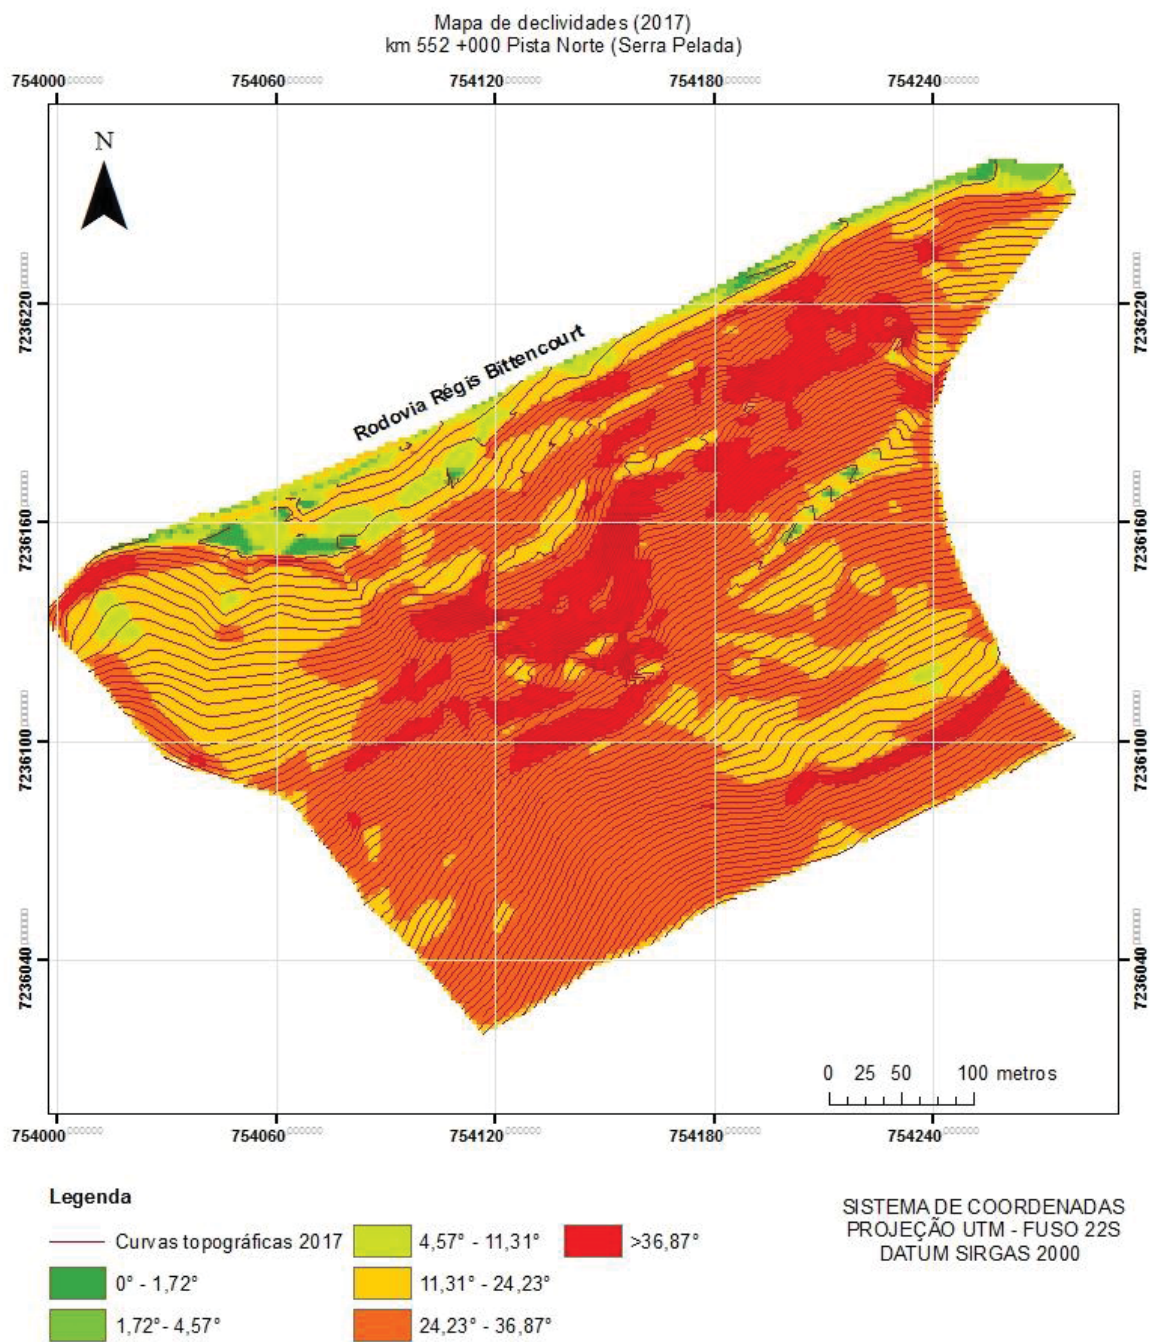 Mapa de declividades (2017)
km 552 +000 Pista Norte (Serra Pelada)
754000 754060 754120 754180 754240
N
7236220 7236220
Rodovia Régis Bittencourt
7236160 7236160
7236100 7236100
7236040 7236040
0 25 50 100 metros
754000 754060 754120 754180 754240
Legenda
Curvas topográficas 2017
0° - 1,72°
1,72°- 4,57°
4,57° - 11,31°
11,31° - 24,23°
24,23° - 36,87°
>36,87°
SISTEMA DE COORDENADAS
PROJEÇÃO UTM - FUSO 22S
DATUM SIRGAS 2000